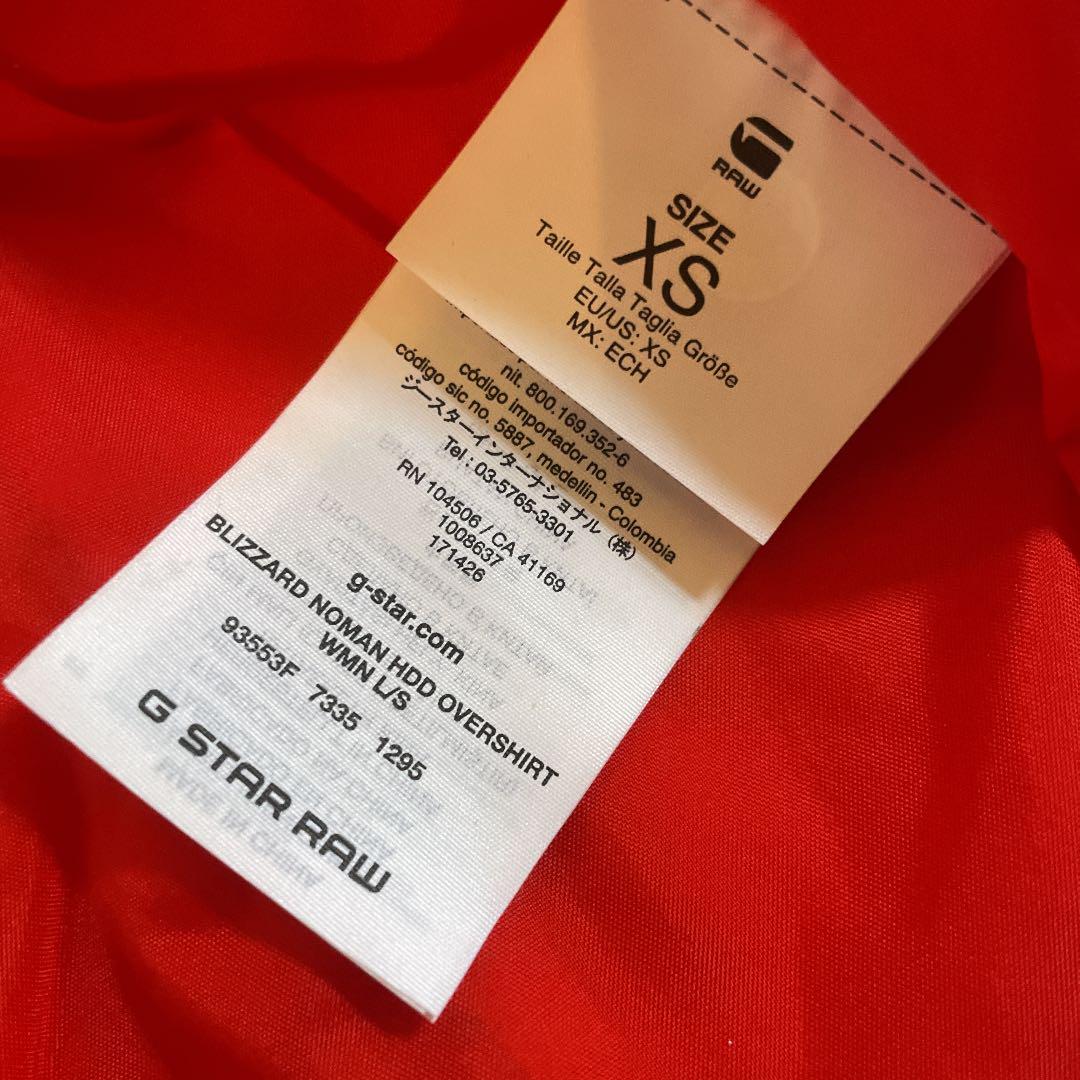 RAW
SIZE
XS
Taille Talla Taglia Größe
EU/US: XS
MX: ECH
nit. 800.169.352-6
código importador no. 483
código sic no. 5887, medellin - Colombia
ジースターインターナショナル（株）
Tel : 03-5765-3301
RN 104506 / CA 41169
1008637
171426
g-star.com
BLIZZARD NOMAN HDD OVERSHIRT
WMN L/S
93553F 7335 1295
G STAR RAW